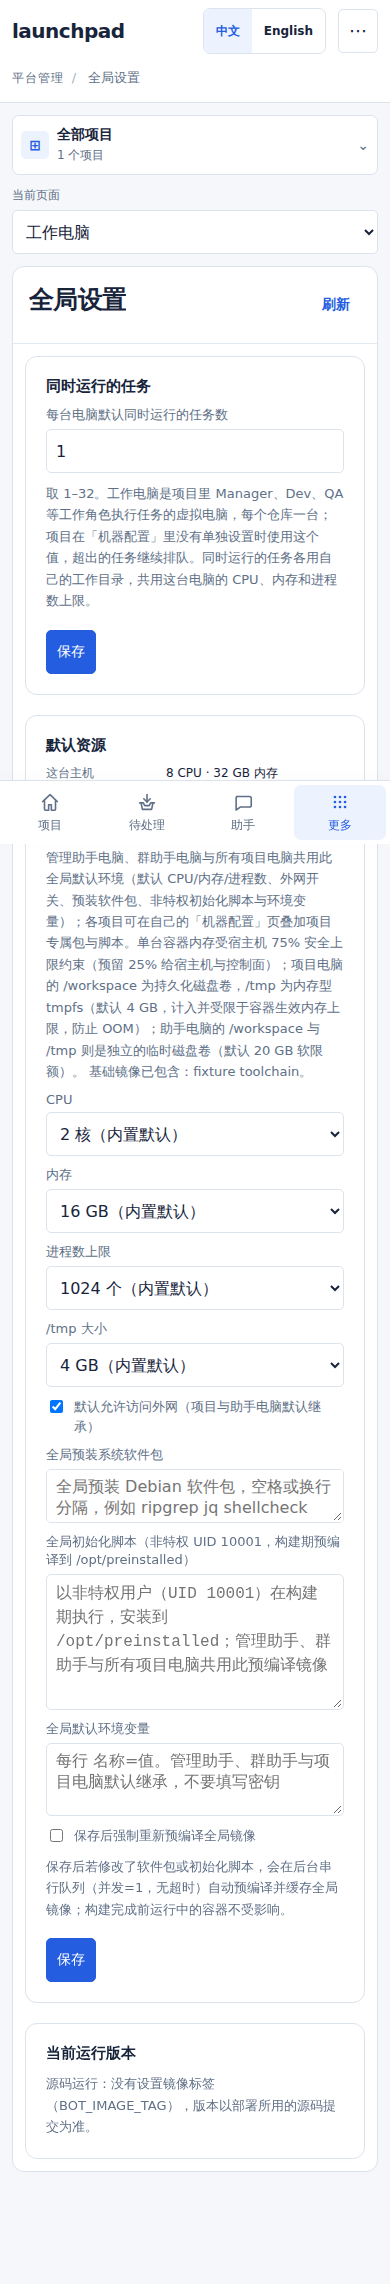 launchpad
中文
English
⋯
平台管理 / 全局设置
全部项目
1 个项目
当前页面
工作电脑
全局设置
刷新
同时运行的任务
每台电脑默认同时运行的任务数
1
取 1–32。工作电脑是项目里 Manager、Dev、QA
等工作角色执行任务的虚拟电脑，每个仓库一台；
项目在「机器配置」里没有单独设置时使用这个
值，超出的任务继续排队。同时运行的任务各用自
己的工作目录，共用这台电脑的 CPU、内存和进程
数上限。
保存
默认资源
这台主机 8 CPU · 32 GB 内存
项目
待处理
助手
更多
管理助手电脑、群助手电脑与所有项目电脑共用此
全局默认环境（默认 CPU/内存/进程数、外网开
关、预装软件包、非特权初始化脚本与环境变
量）；各项目可在自己的「机器配置」页叠加项目
专属包与脚本。单台容器内存受宿主机 75% 安全上
限约束（预留 25% 给宿主机与控制面）；项目电脑
的 /workspace 为持久化磁盘卷，/tmp 为内存型
tmpfs（默认 4 GB，计入并受限于容器生效内存上
限，防止 OOM）；助手电脑的 /workspace 与
/tmp 则是独立的临时磁盘卷（默认 20 GB 软限
额）。 基础镜像已包含：fixture toolchain。
CPU
2 核（内置默认）
内存
16 GB（内置默认）
进程数上限
1024 个（内置默认）
/tmp 大小
4 GB（内置默认）
默认允许访问外网（项目与助手电脑默认继
承）
全局预装系统软件包
全局预装 Debian 软件包，空格或换行
分隔，例如 ripgrep jq shellcheck
全局初始化脚本（非特权 UID 10001，构建期预编
译到 /opt/preinstalled）
以非特权用户（UID 10001）在构建
期执行，安装到
/opt/preinstalled；管理助手、群
助手与所有项目电脑共用此预编译镜像
全局默认环境变量
每行 名称=值。管理助手、群助手与项
目电脑默认继承，不要填写密钥
保存后强制重新预编译全局镜像
保存后若修改了软件包或初始化脚本，会在后台串
行队列（并发=1，无超时）自动预编译并缓存全局
镜像；构建完成前运行中的容器不受影响。
保存
当前运行版本
源码运行：没有设置镜像标签
（BOT_IMAGE_TAG），版本以部署所用的源码提
交为准。